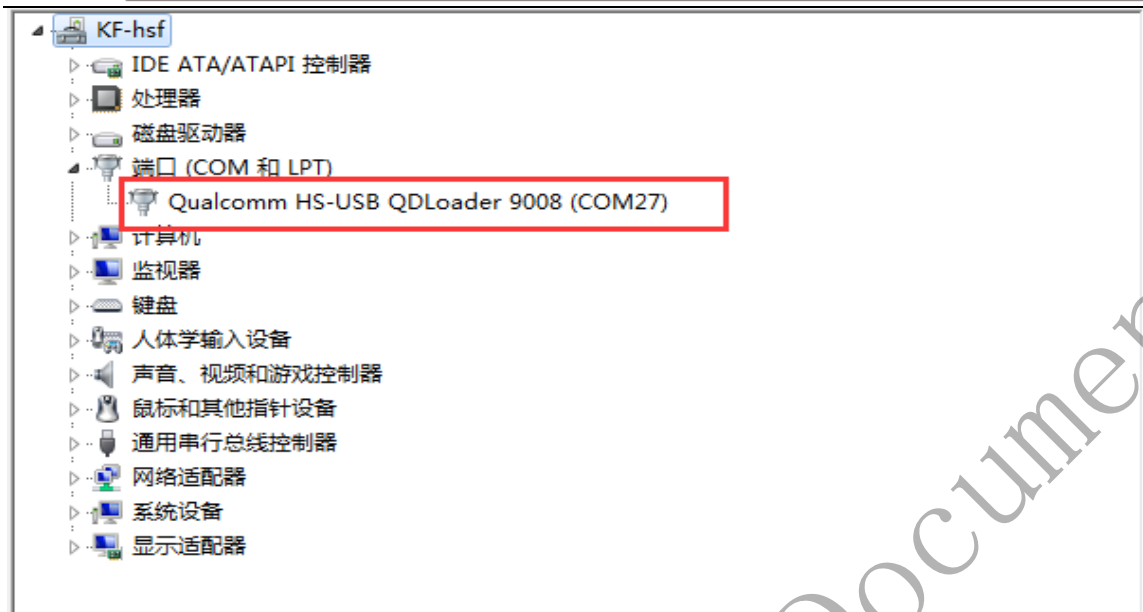 KF-hsf
IDE ATA/ATAPI 控制器
处理器
磁盘驱动器
端口 (COM 和 LPT)
Qualcomm HS-USB QDLoader 9008 (COM27)
计算机
监视器
键盘
人体学输入设备
声音、视频和游戏控制器
鼠标和其他指针设备
通用串行总线控制器
网络适配器
系统设备
显示适配器